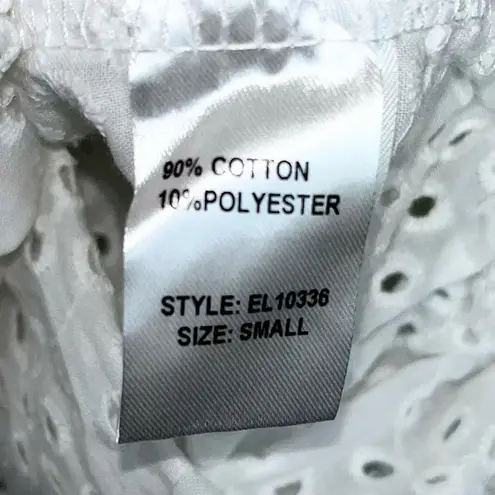 90% COTTON
10%POLYESTER
STYLE: EL10336
SIZE: SMALL